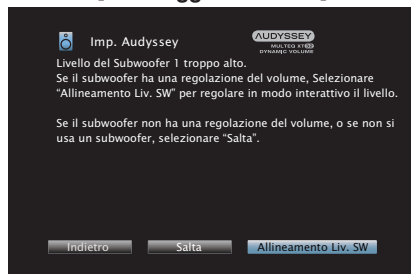 Imp. Audyssey
AUDYSSEY
MULTEQ XT32
DYNAMIC VOLUME
Livello del Subwoofer 1 troppo alto.
Se il subwoofer ha una regolazione del volume, Selezionare
“Allineamento Liv. SW” per regolare in modo interattivo il livello.
Se il subwoofer non ha una regolazione del volume, o se non si
usa un subwoofer, selezionare “Salta”.
Indietro
Salta
Allineamento Liv. SW